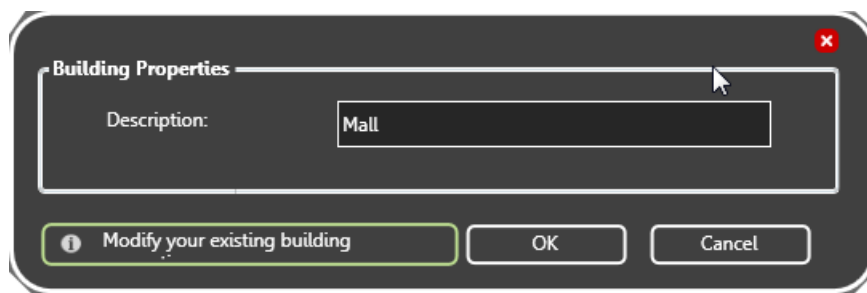 Building Properties
Description:
Mall
Modify your existing building
OK
Cancel